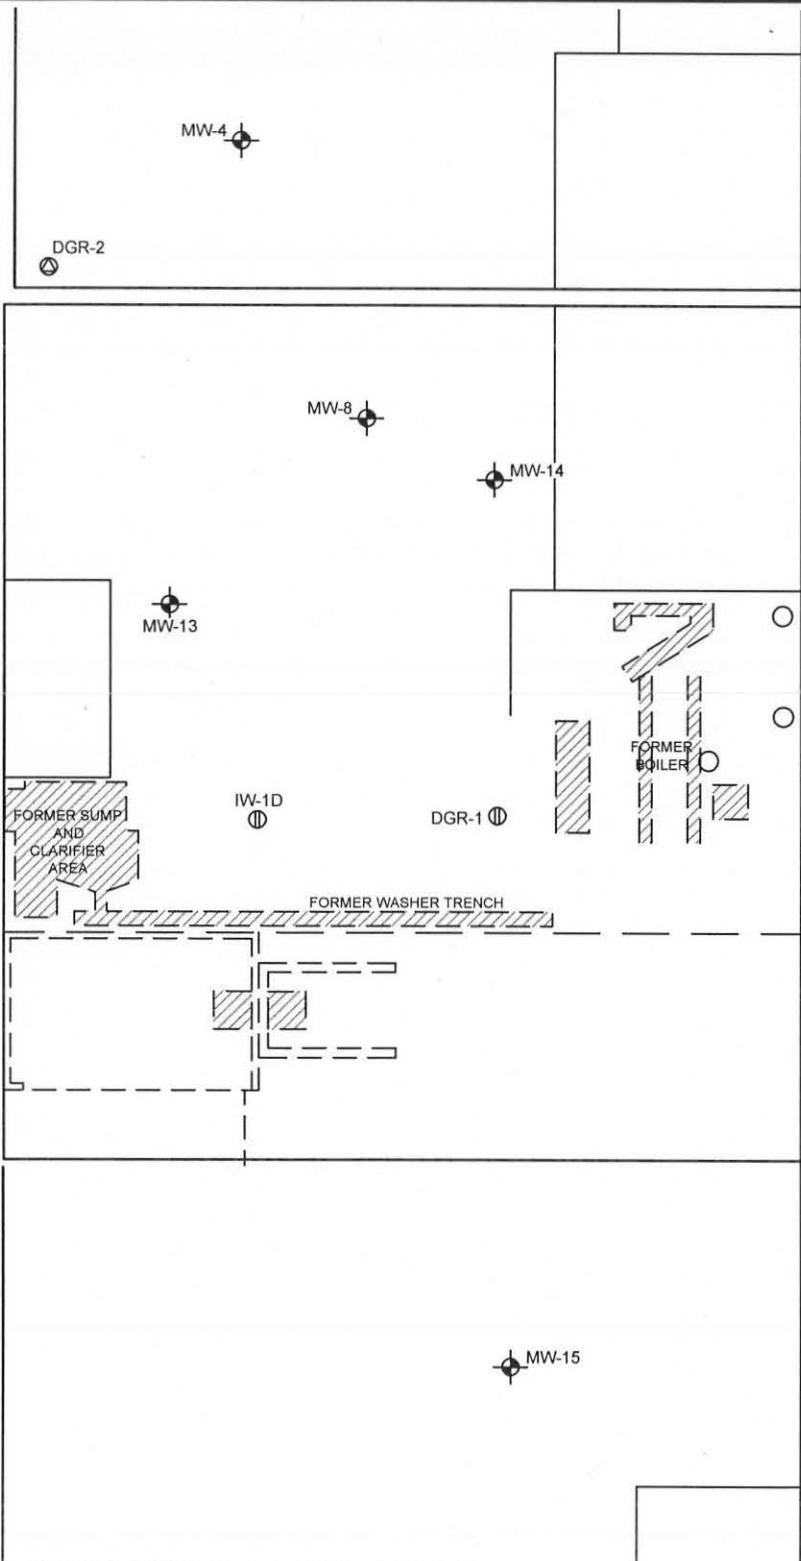 MW-4
DGR-2
MW-8
MW-14
MW-13
FORMER
BOILER
IW-1D
DGR-1
FORMER SUMP
AND
CLARIFIER
AREA
FORMER WASHER TRENCH
MW-15